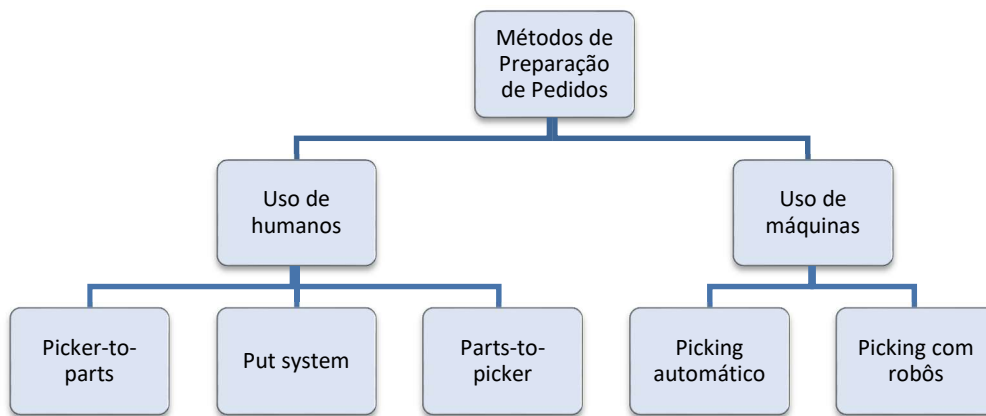 Métodos de
Preparação
de Pedidos
Uso de
humanos
Uso de
máquinas
Picker-to-
parts
Put system
Parts-to-
picker
Picking
automático
Picking com
robôs